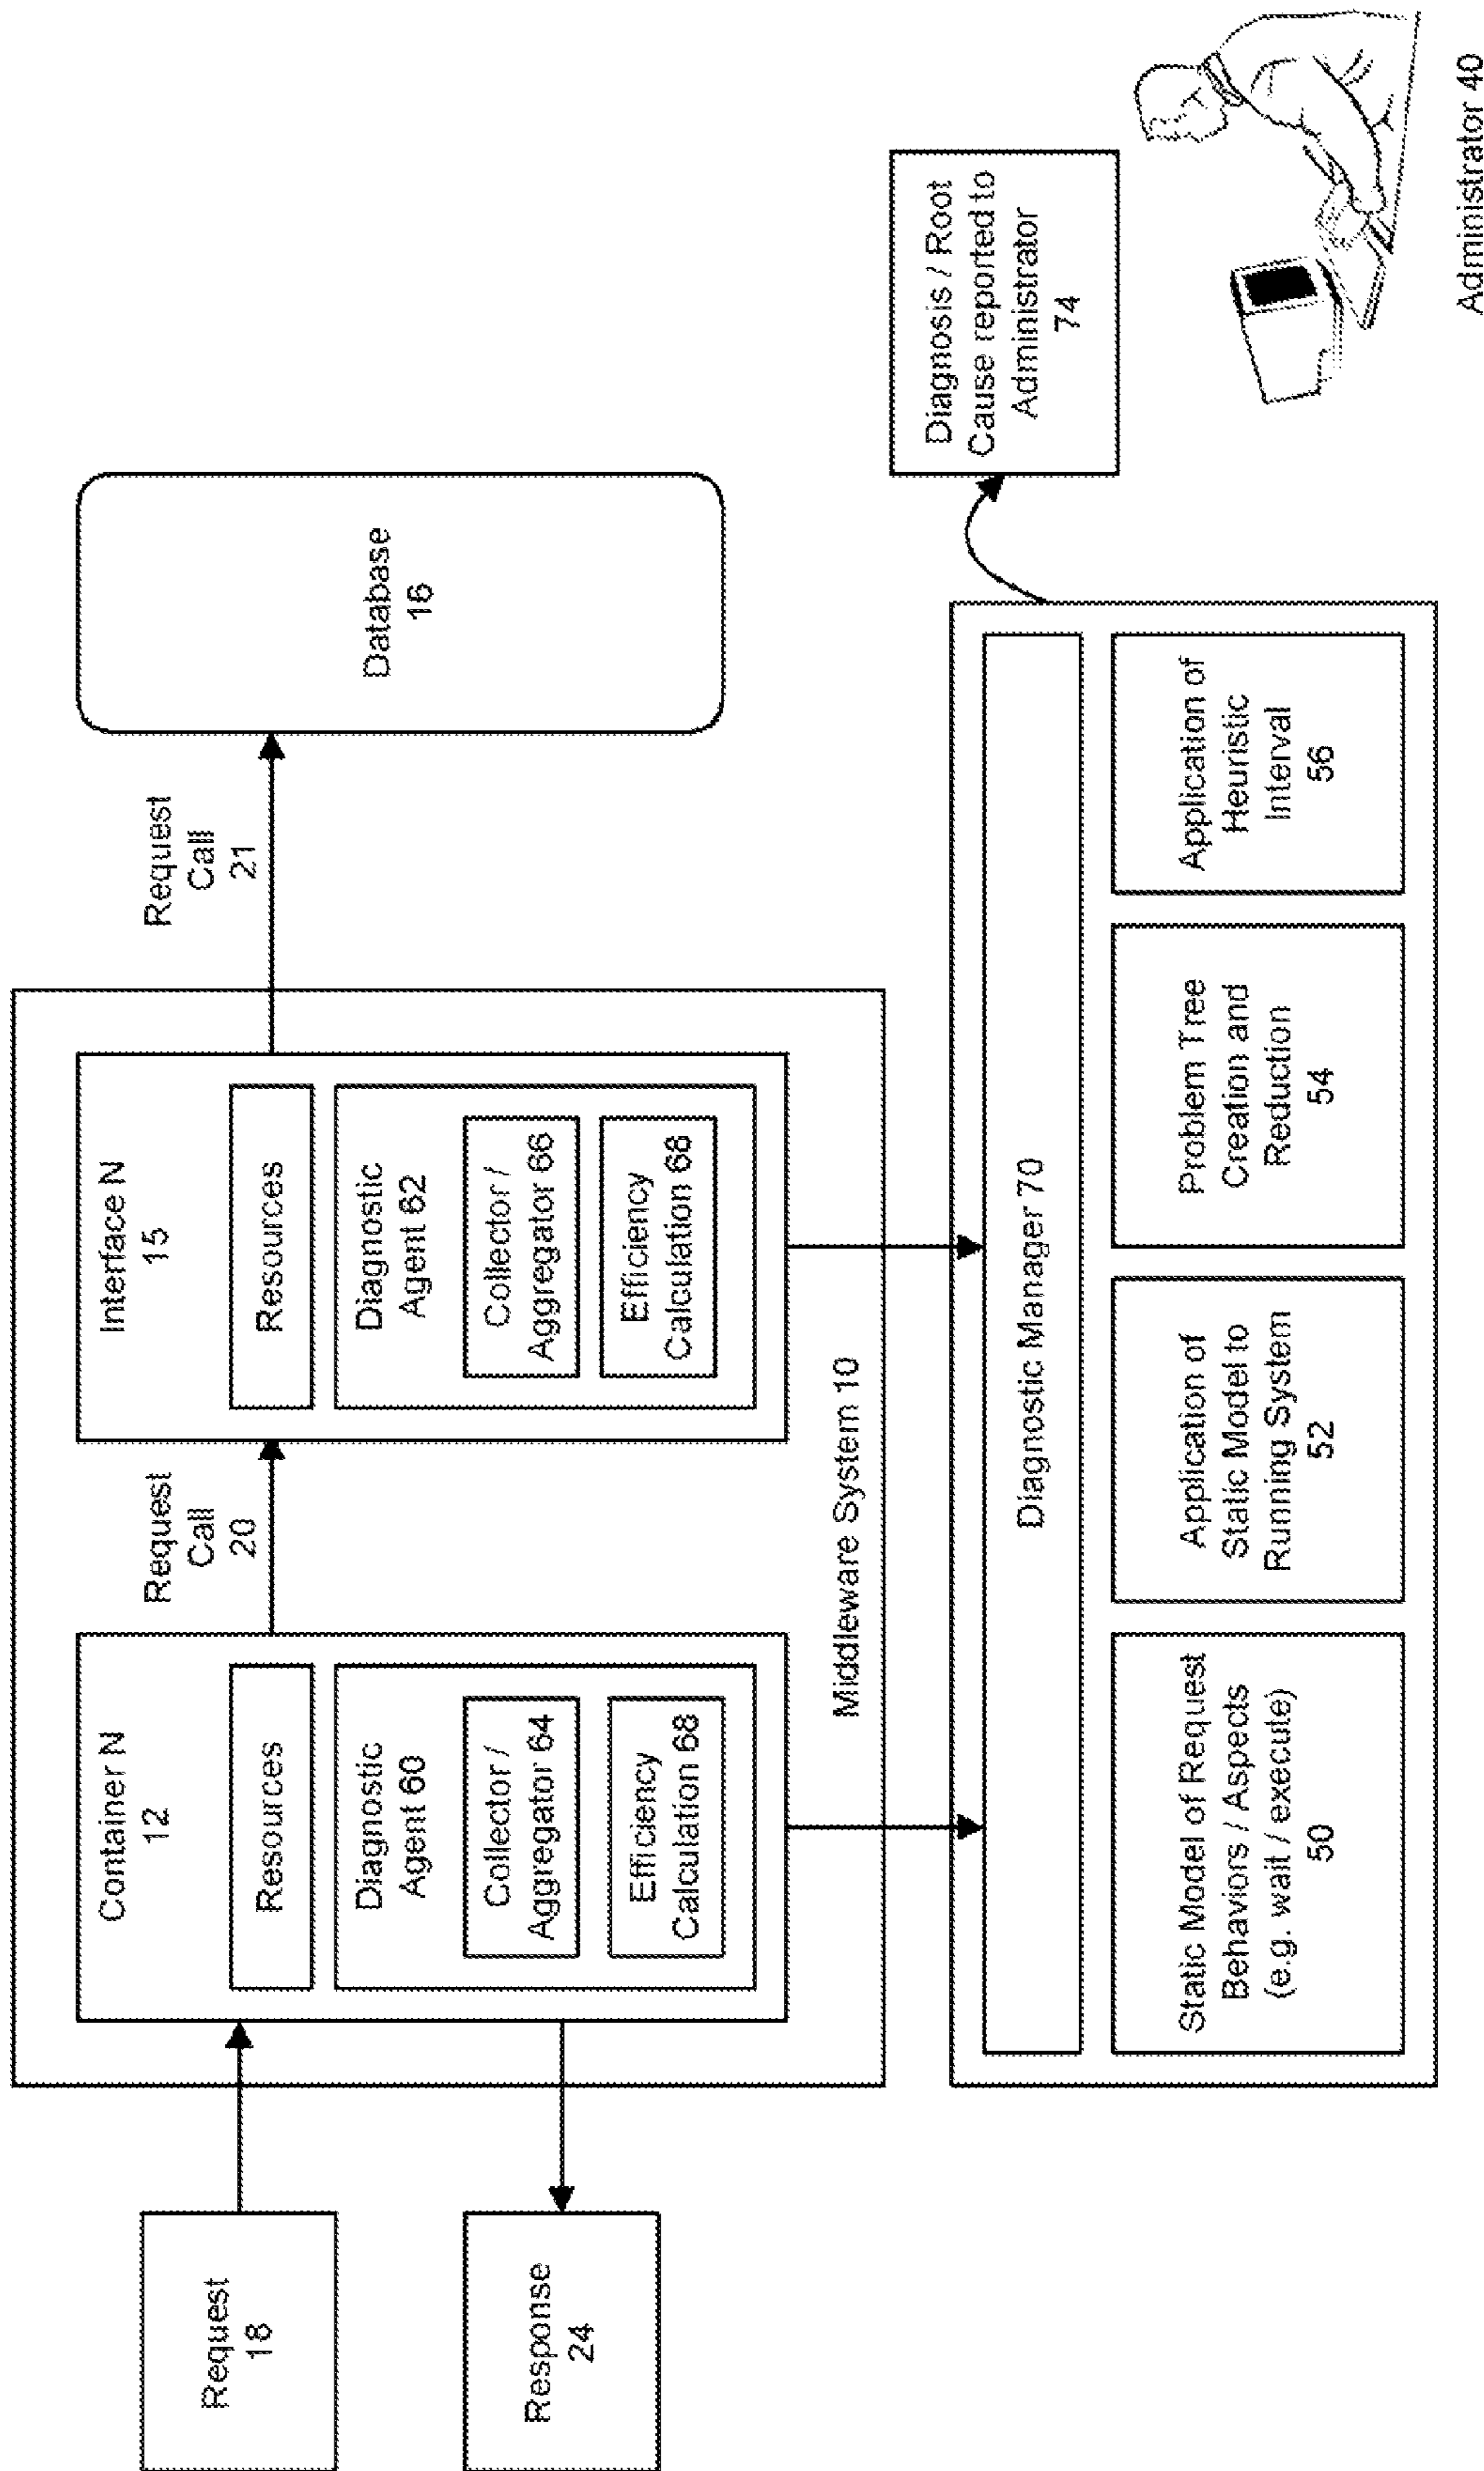 Request
18
Response
24
Container N
12
Resources
Diagnostic
Agent 60
Collector /
Aggregator 64
Efficiency
Calculation 68
Request
Call
20
Interface N
15
Resources
Diagnostic
Agent 62
Collector /
Aggregator 66
Efficiency
Calculation 68
Middleware System 10
Request
Call
21
Database
16
Diagnostic Manager 70
Static Model of Request
Behaviors / Aspects
(e.g. wait / execute)
50
Application of
Static Model to
Running System
52
Problem Tree
Creation and
Reduction
54
Application of
Heuristic
Interval
56
Diagnosis / Root
Cause reported to
Administrator
74
Administrator 40